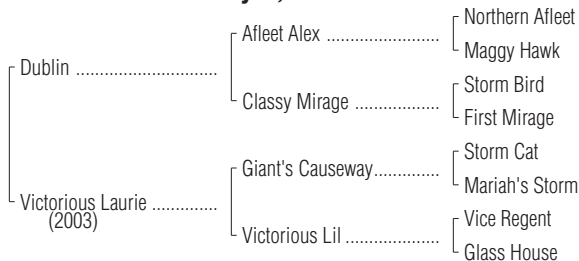 Northern Afleet
Afleet Alex ....................
Maggy Hawk
Dublin .........................
Storm Bird
Classy Mirage ...............
First Mirage
Storm Cat
Giant's Causeway............
Mariah's Storm
Victorious Laurie ...........
(2003)
Vice Regent
Victorious Lil .................
Glass House